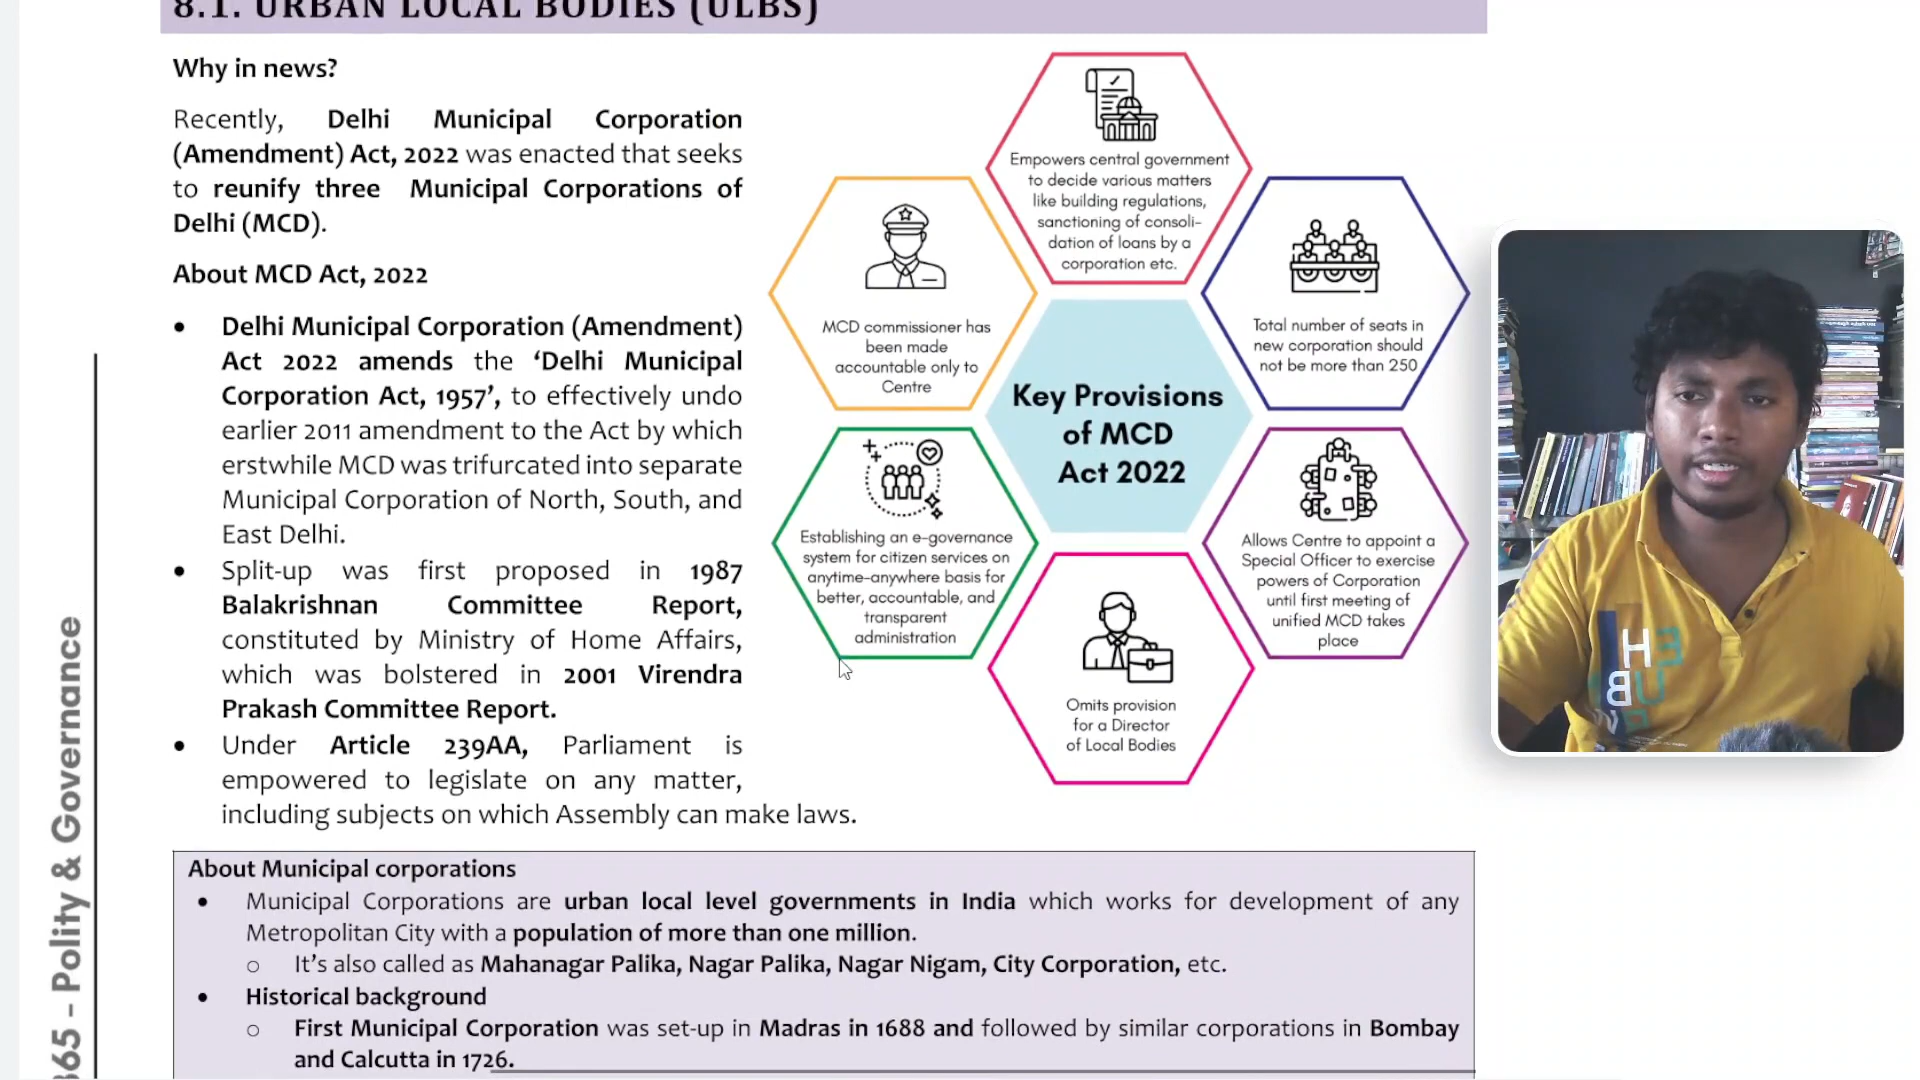 8.1. URBAN LOCAL BODIES (ULBS)
Why in news?
Recently, Delhi Municipal Corporation
(Amendment) Act, 2022 was enacted that seeks
to reunify three Municipal Corporations of
Delhi (MCD).
About MCD Act, 2022
• Delhi Municipal Corporation (Amendment)
Act 2022 amends the ‘Delhi Municipal
Corporation Act, 1957’, to effectively undo
earlier 2011 amendment to the Act by which
erstwhile MCD was trifurcated into separate
Municipal Corporation of North, South, and
East Delhi.
• Split-up was first proposed in 1987
Balakrishnan Committee Report,
constituted by Ministry of Home Affairs,
which was bolstered in 2001 Virendra
Prakash Committee Report.
• Under Article 239AA, Parliament is
empowered to legislate on any matter,
including subjects on which Assembly can make laws.
Empowers central government
to decide various matters
like building regulations,
sanctioning of consoli-
dation of loans by a
corporation etc.
MCD commissioner has
been made
accountable only to
Centre
Total number of seats in
new corporation should
not be more than 250
Key Provisions
of MCD
Act 2022
Establishing an e-governance
system for citizen services on
anytime-anywhere basis for
better, accountable, and
transparent
administration
Allows Centre to appoint a
Special Officer to exercise
powers of Corporation
until first meeting of
unified MCD takes
place
Omits provision
for a Director
of Local Bodies
About Municipal corporations
• Municipal Corporations are urban local level governments in India which works for development of any
Metropolitan City with a population of more than one million.
o It’s also called as Mahanagar Palika, Nagar Palika, Nagar Nigam, City Corporation, etc.
• Historical background
o First Municipal Corporation was set-up in Madras in 1688 and followed by similar corporations in Bombay
and Calcutta in 1726.
365 - Polity & Governance